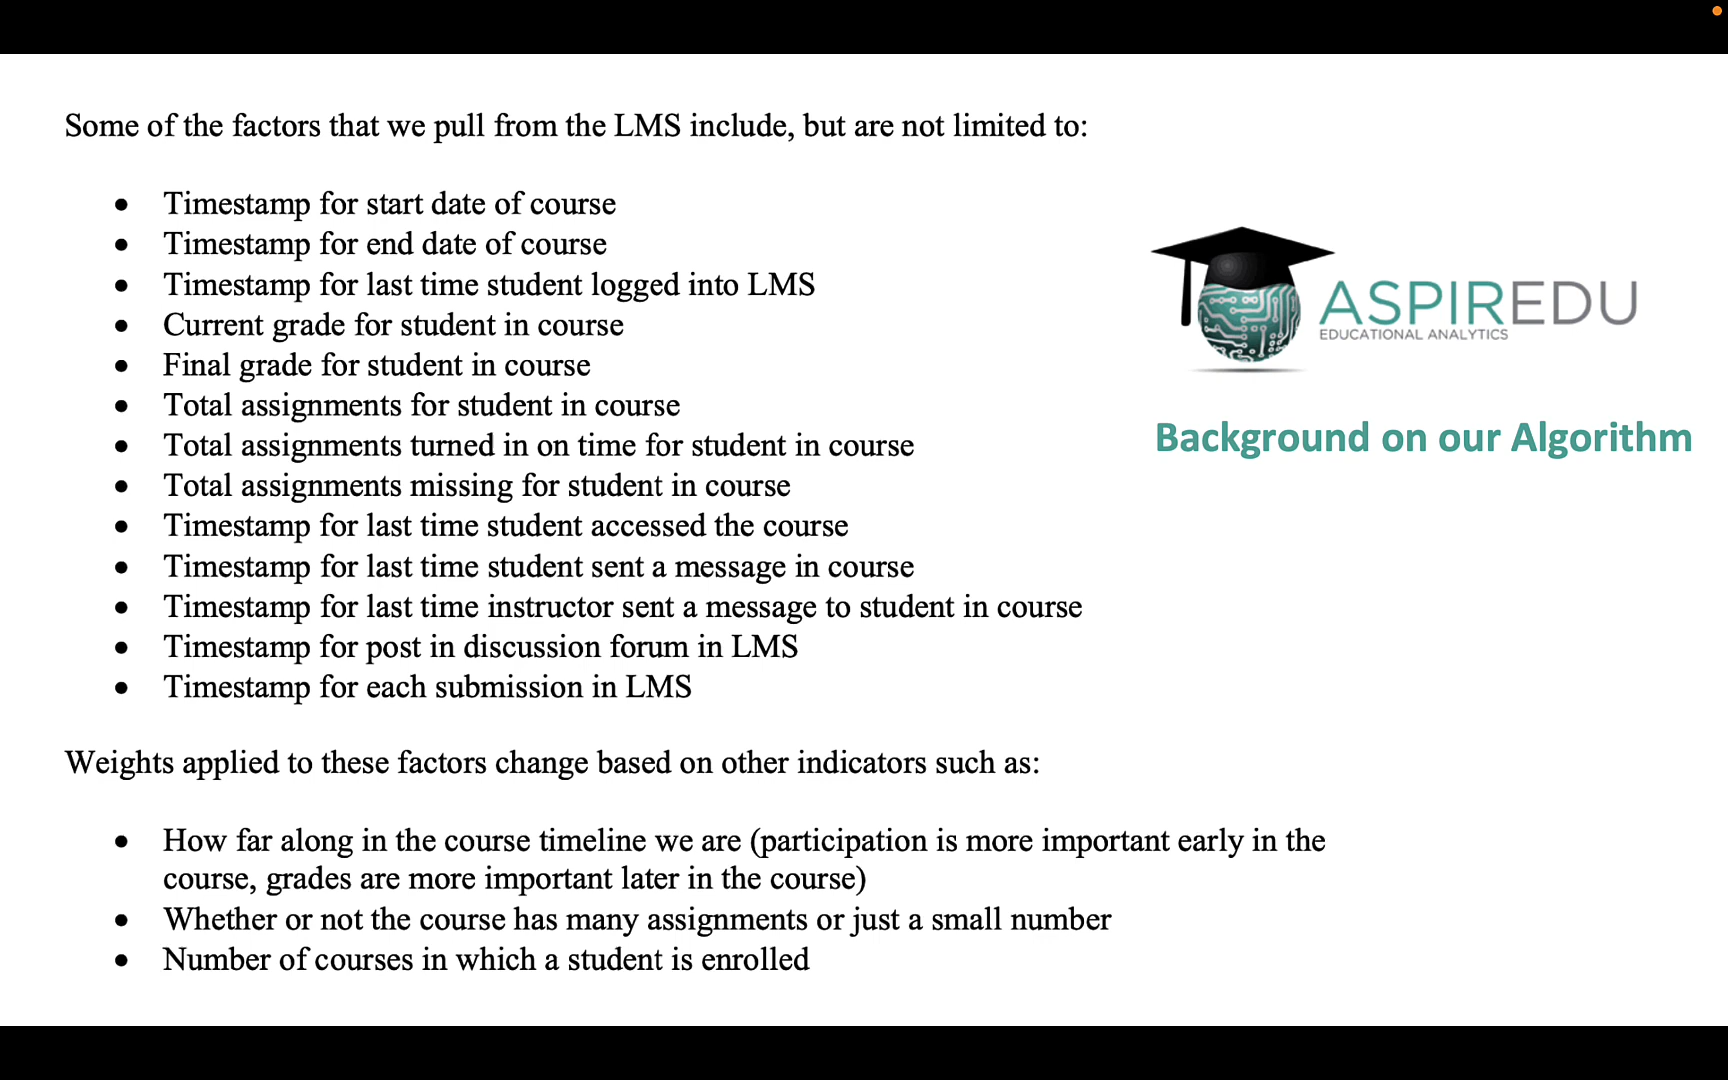 Some of the factors that we pull from the LMS include, but are not limited to:
• Timestamp for start date of course
• Timestamp for end date of course
• Timestamp for last time student logged into LMS
• Current grade for student in course
• Final grade for student in course
• Total assignments for student in course
• Total assignments turned in on time for student in course
• Total assignments missing for student in course
• Timestamp for last time student accessed the course
• Timestamp for last time student sent a message in course
• Timestamp for last time instructor sent a message to student in course
• Timestamp for post in discussion forum in LMS
• Timestamp for each submission in LMS
Weights applied to these factors change based on other indicators such as:
• How far along in the course timeline we are (participation is more important early in the
course, grades are more important later in the course)
• Whether or not the course has many assignments or just a small number
• Number of courses in which a student is enrolled
ASPIREDU
EDUCATIONAL ANALYTICS
Background on our Algorithm